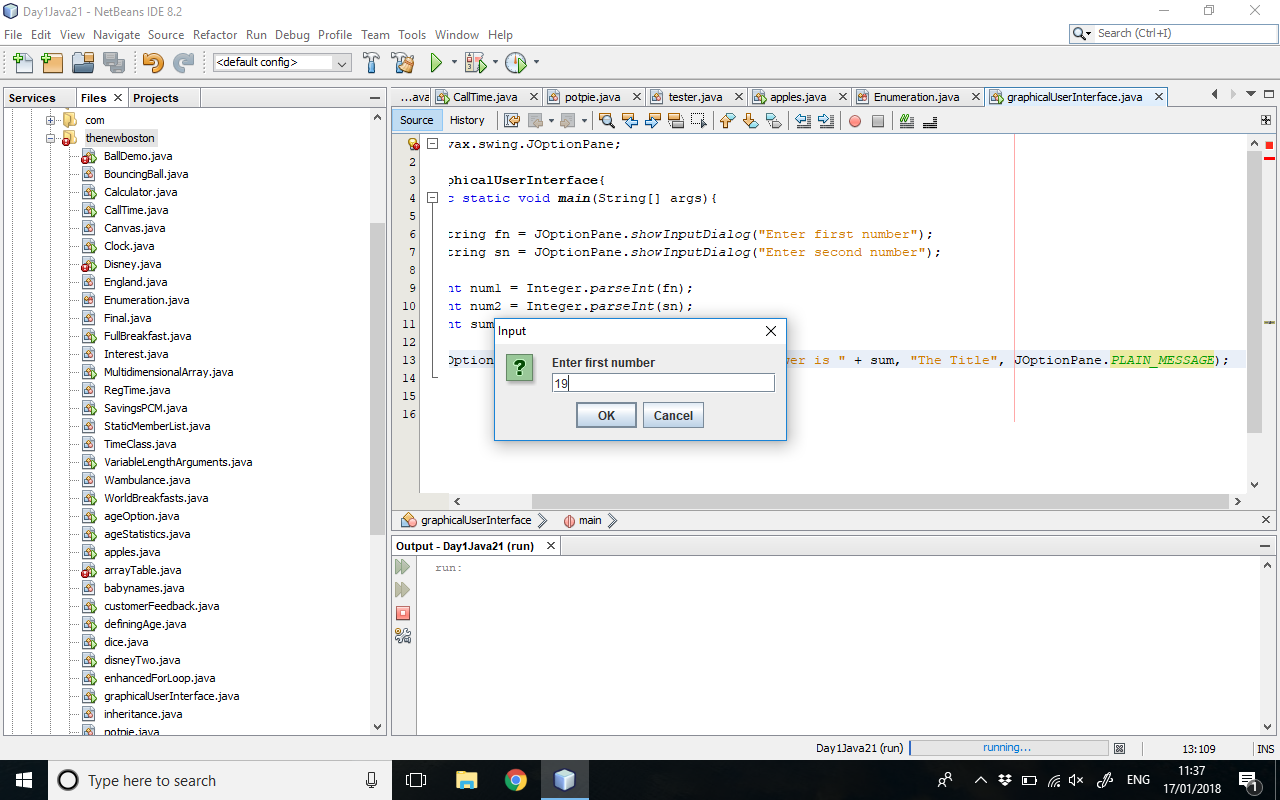 Day1Java21 - NetBeans IDE 8.2
File Edit View Navigate Source Refactor Run Debug Profile Team Tools Window Help
Search (Ctrl+I)
<default config>
Services Files Projects
...ava CallTime.java potpie.java tester.java apples.java Enumeration.java graphicalUserInterface.java
Source History
com
thenewboston
BallDemo.java
BouncingBall.java
Calculator.java
CallTime.java
Canvas.java
Clock.java
Disney.java
England.java
Enumeration.java
Final.java
FullBreakfast.java
Interest.java
MultidimensionalArray.java
RegTime.java
SavingsPCM.java
StaticMemberList.java
TimeClass.java
VariableLengthArguments.java
Wambulance.java
WorldBreakfasts.java
ageOption.java
ageStatistics.java
apples.java
arrayTable.java
babynames.java
customerFeedback.java
definingAge.java
dice.java
disneyTwo.java
enhancedForLoop.java
graphicalUserInterface.java
inheritance.java
potpie.java
vax.swing.JOptionPane;
2
3 phicalUserInterface{
4 c static void main(String[] args){
5
6 tring fn = JOptionPane.showInputDialog("Enter first number");
7 tring sn = JOptionPane.showInputDialog("Enter second number");
8
9 nt num1 = Integer.parseInt(fn);
10 nt num2 = Integer.parseInt(sn);
11 nt sum
12
13 Option wer is " + sum, "The Title", JOptionPane.PLAIN_MESSAGE);
14
15
16
Input
Enter first number
19
OK Cancel
graphicalUserInterface main
Output - Day1Java21 (run)
run:
Day1Java21 (run) running... 13:109 INS
Type here to search
ENG
11:37
17/01/2018
1